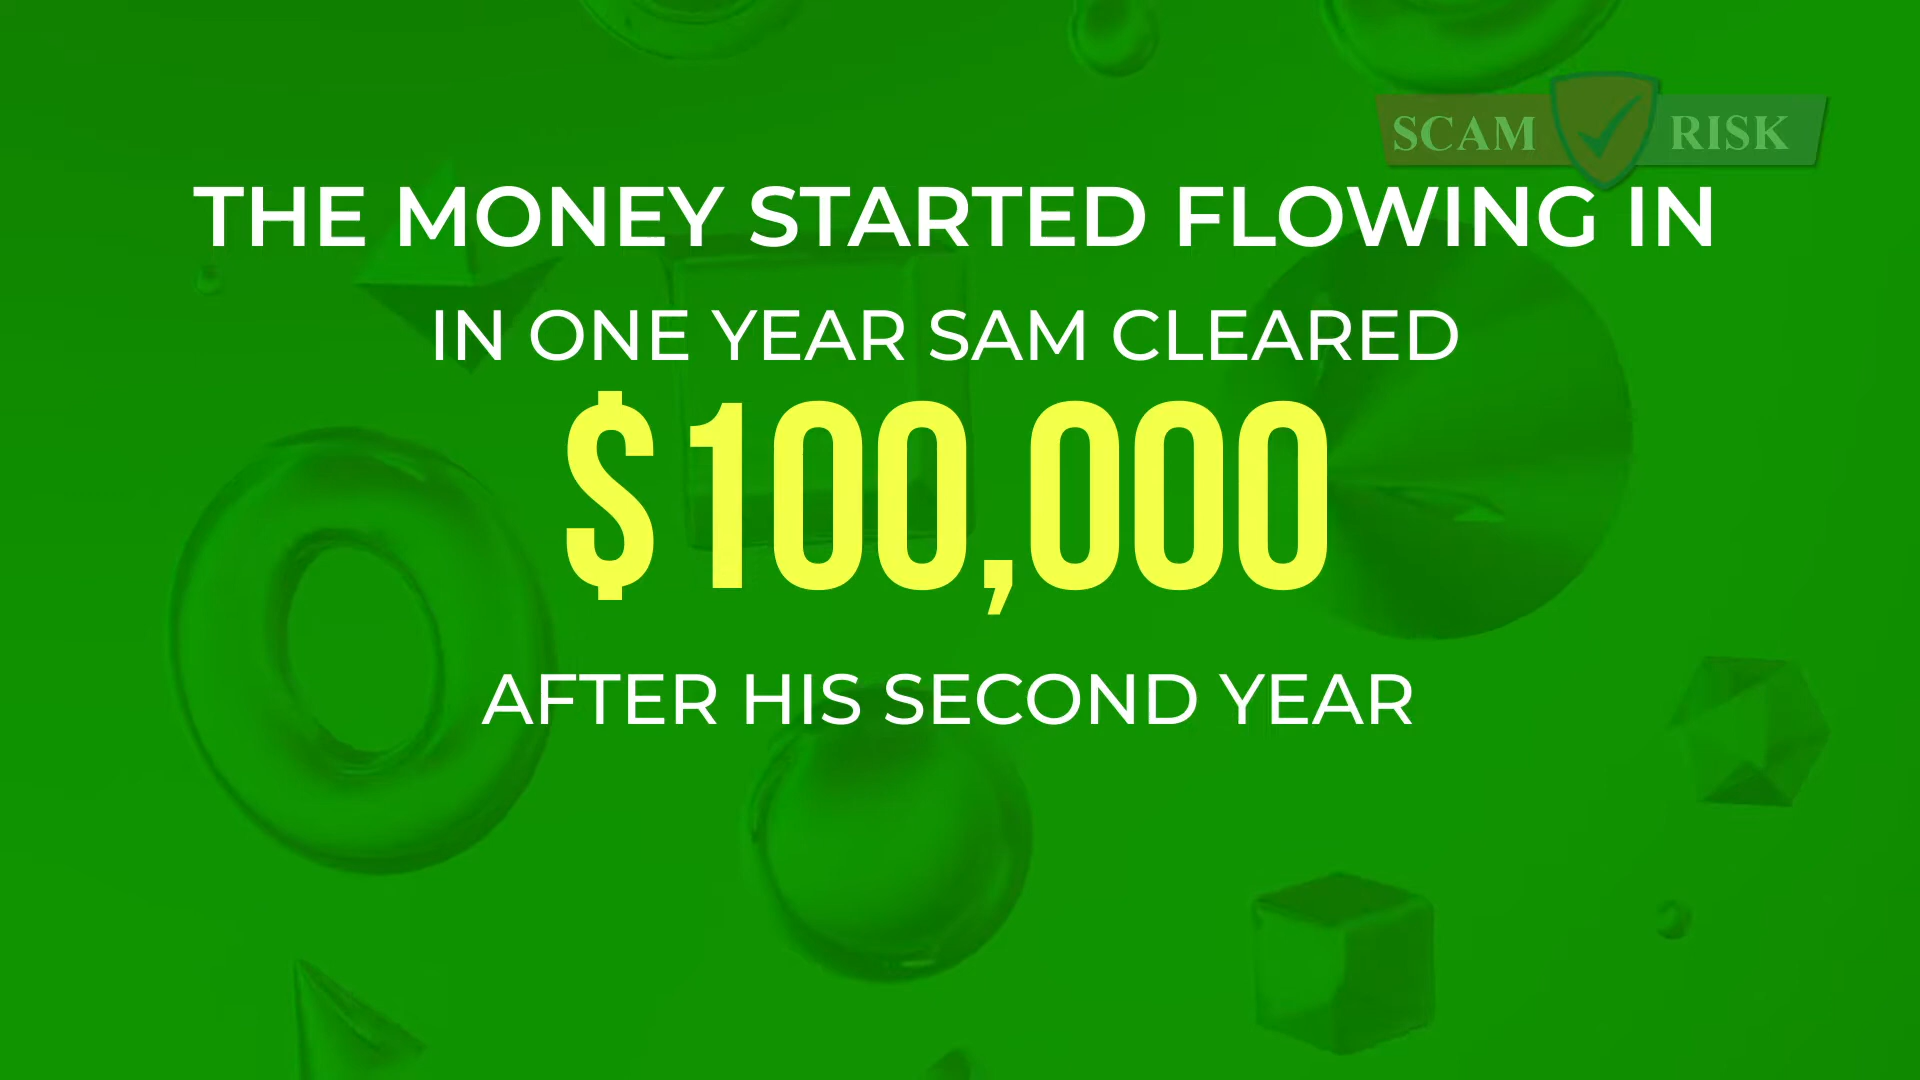 SCAM RISK
THE MONEY STARTED FLOWING IN
IN ONE YEAR SAM CLEARED
$100,000
AFTER HIS SECOND YEAR